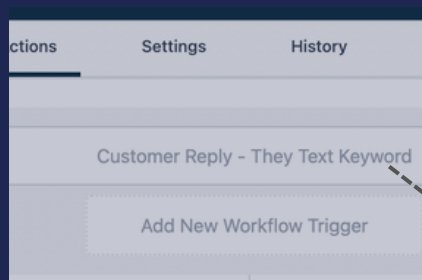 ctions Settings History
Customer Reply - They Text Keyword
Add New Workflow Trigger